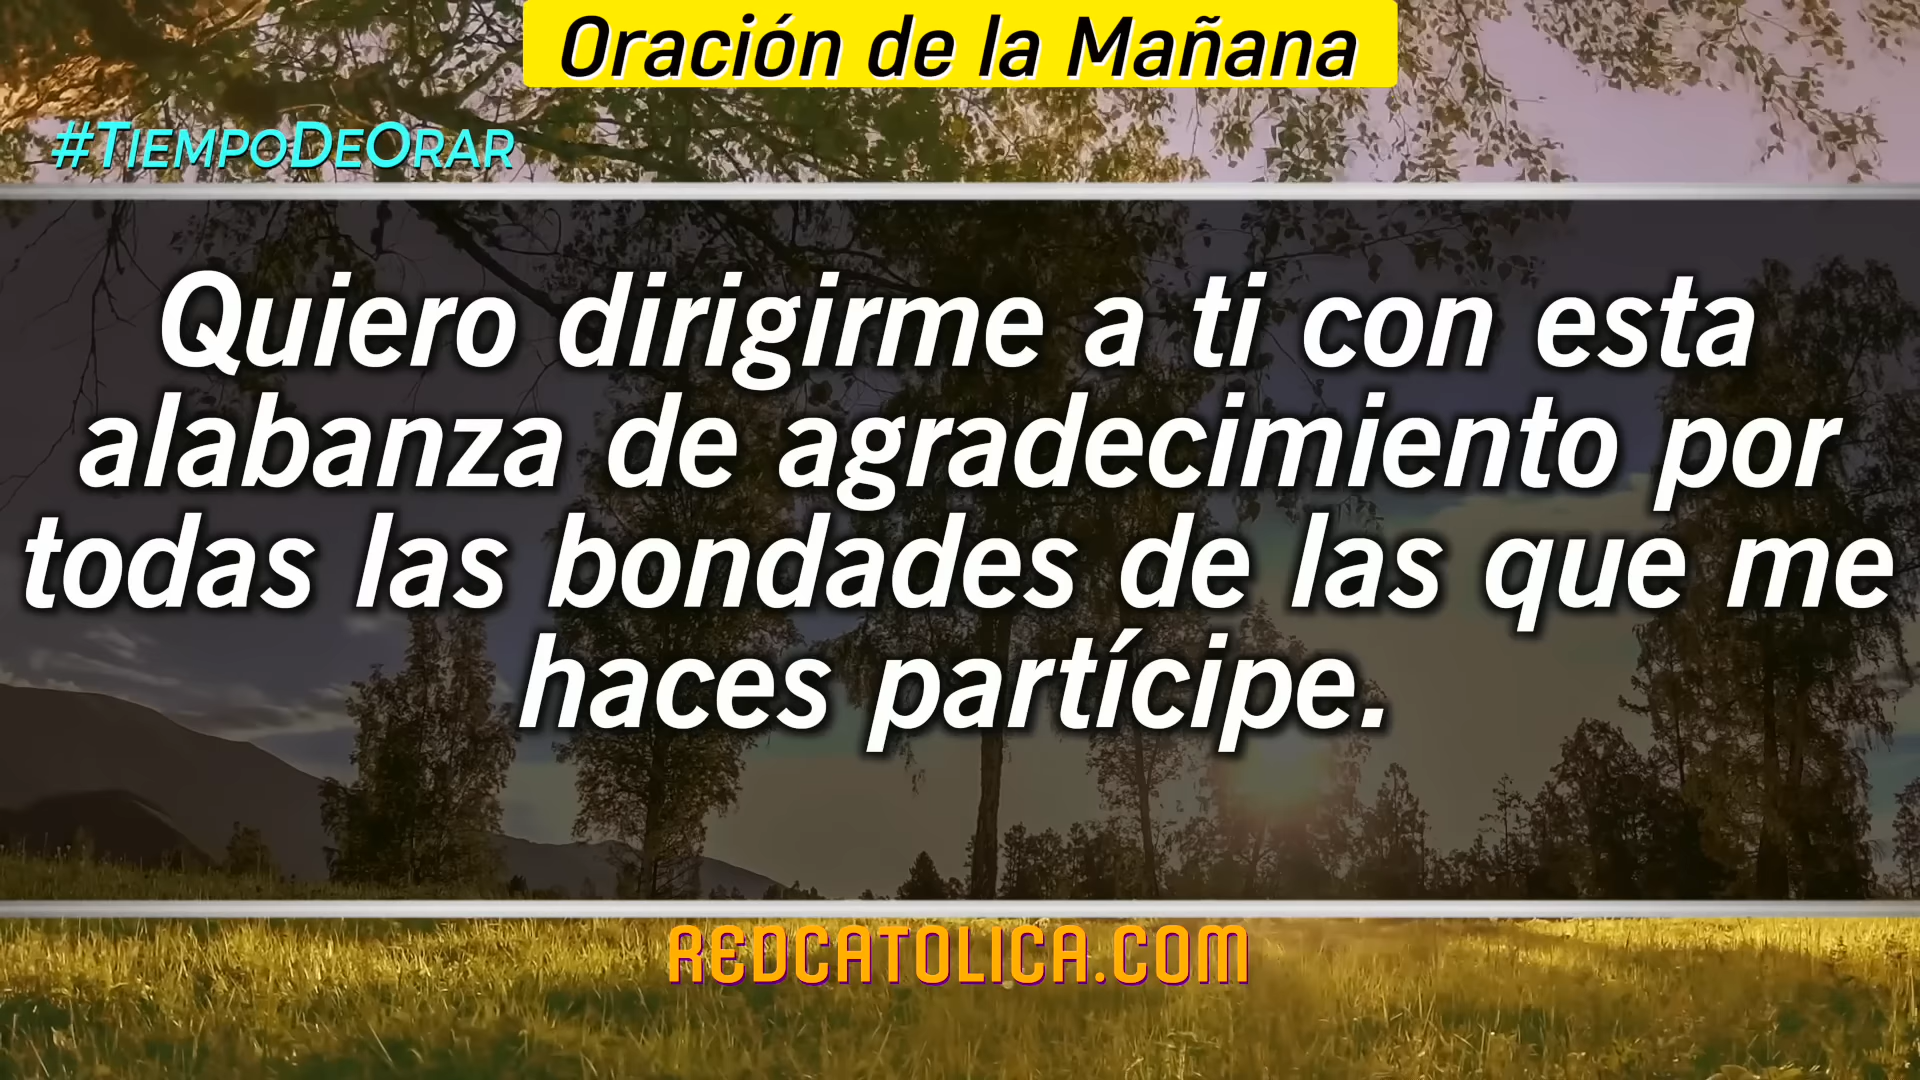 Oración de la Mañana
#TiempoDeOrar
Quiero dirigirme a ti con esta
alabanza de agradecimiento por
todas las bondades de las que me
haces partícipe.
REDCATOLICA.COM